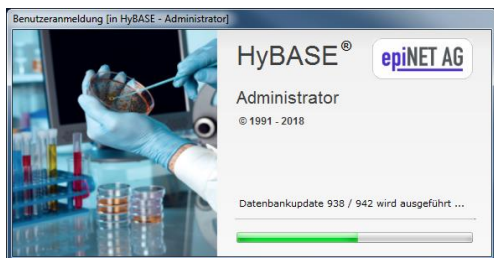 Benutzeranmeldung [in HyBASE - Administrator]
HyBASE®
epiNET AG
Administrator
© 1991 - 2018
Datenbankupdate 938 / 942 wird ausgeführt ...